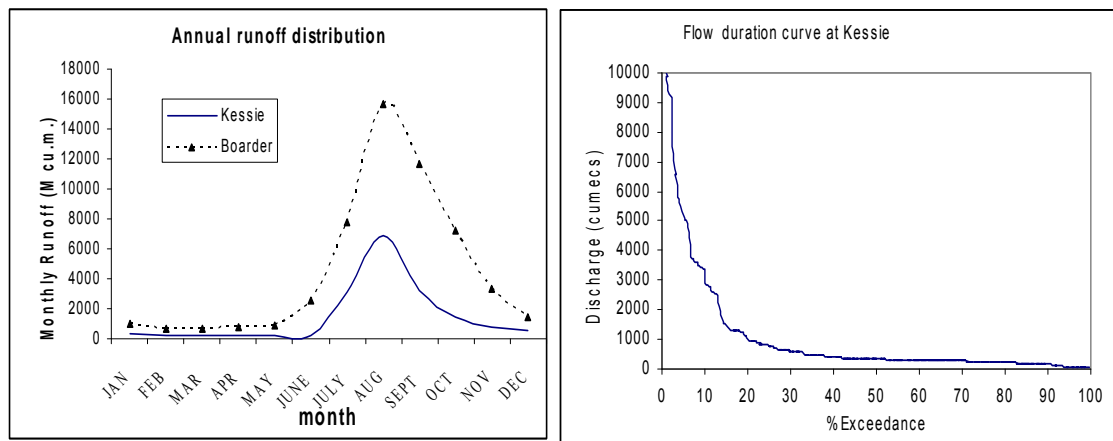 Annual runoff distribution
18000
16000
14000
12000
10000
8000
6000
4000
2000
0
Monthly Runoff (M cu.m.)
Kessie
Boarder
JAN
FEB
MAR
APR
MAY
JUNE
JULY
AUG
SEPT
OCT
NOV
DEC
month
Flow duration curve at Kessie
10000
9000
8000
7000
6000
5000
4000
3000
2000
1000
0
Discharge (cumecs)
0 10 20 30 40 50 60 70 80 90 100
%Exceedance